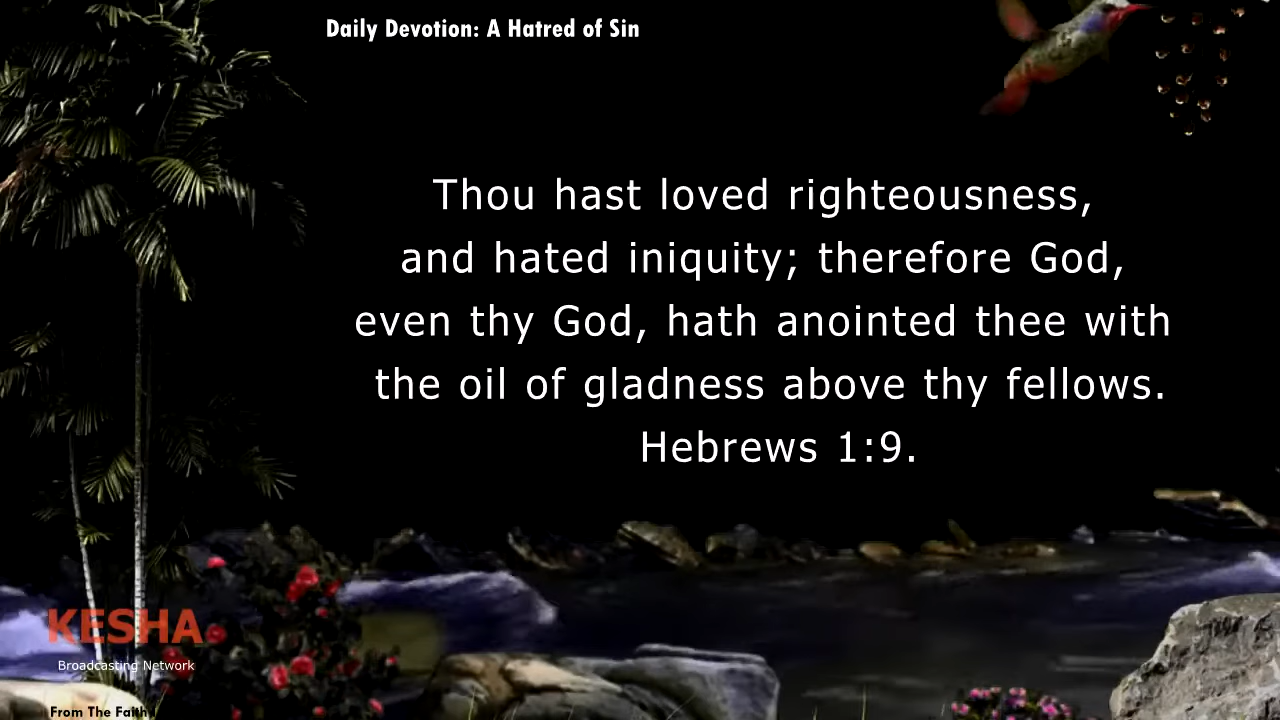 Daily Devotion: A Hatred of Sin
Thou hast loved righteousness,
and hated iniquity; therefore God,
even thy God, hath anointed thee with
the oil of gladness above thy fellows.
Hebrews 1:9.
KESHA
Broadcasting Network
From The Faith